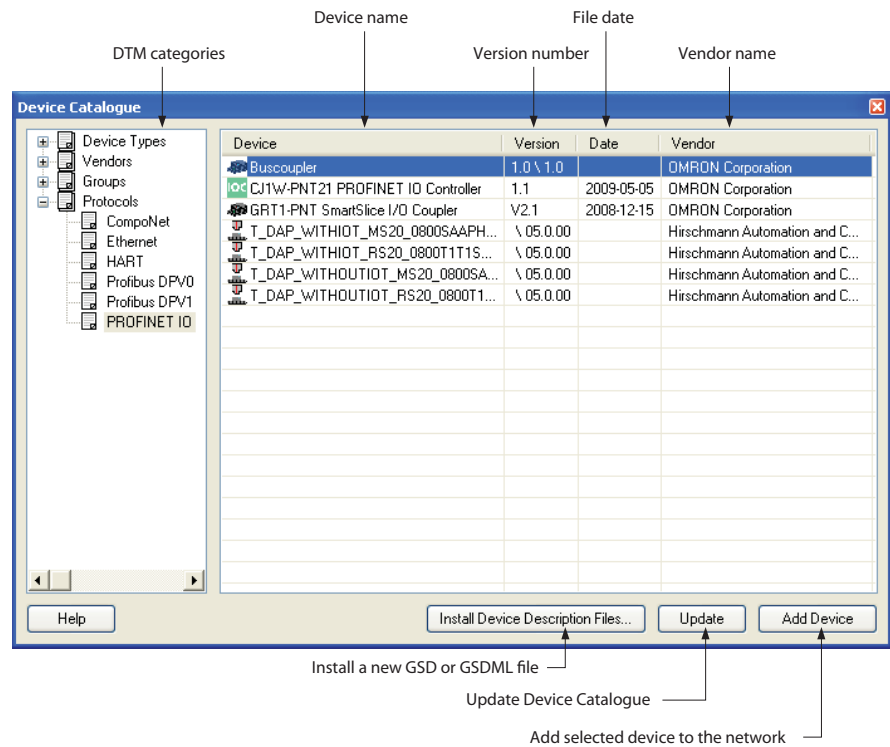 Device name
File date
DTM categories
Version number
Vendor name
Device Catalogue
Device Types
Vendors
Groups
Protocols
CompoNet
Ethernet
HART
Profibus DPV0
Profibus DPV1
PROFINET IO
Device Version Date Vendor
Buscoupler 1.0 \ 1.0 OMRON Corporation
IOC CJ1W-PNT21 PROFINET IO Controller 1.1 2009-05-05 OMRON Corporation
GRT1-PNT SmartSlice I/O Coupler V2.1 2008-12-15 OMRON Corporation
T_DAP_WITHIOT_MS20_0800SAAPH... \ 05.0.00 Hirschmann Automation and C...
T_DAP_WITHIOT_RS20_0800T1T1S... \ 05.0.00 Hirschmann Automation and C...
T_DAP_WITHOUTIOT_MS20_0800SA... \ 05.0.00 Hirschmann Automation and C...
T_DAP_WITHOUTIOT_RS20_0800T1... \ 05.0.00 Hirschmann Automation and C...
Help
Install Device Description Files...
Update
Add Device
Install a new GSD or GSDML file
Update Device Catalogue
Add selected device to the network